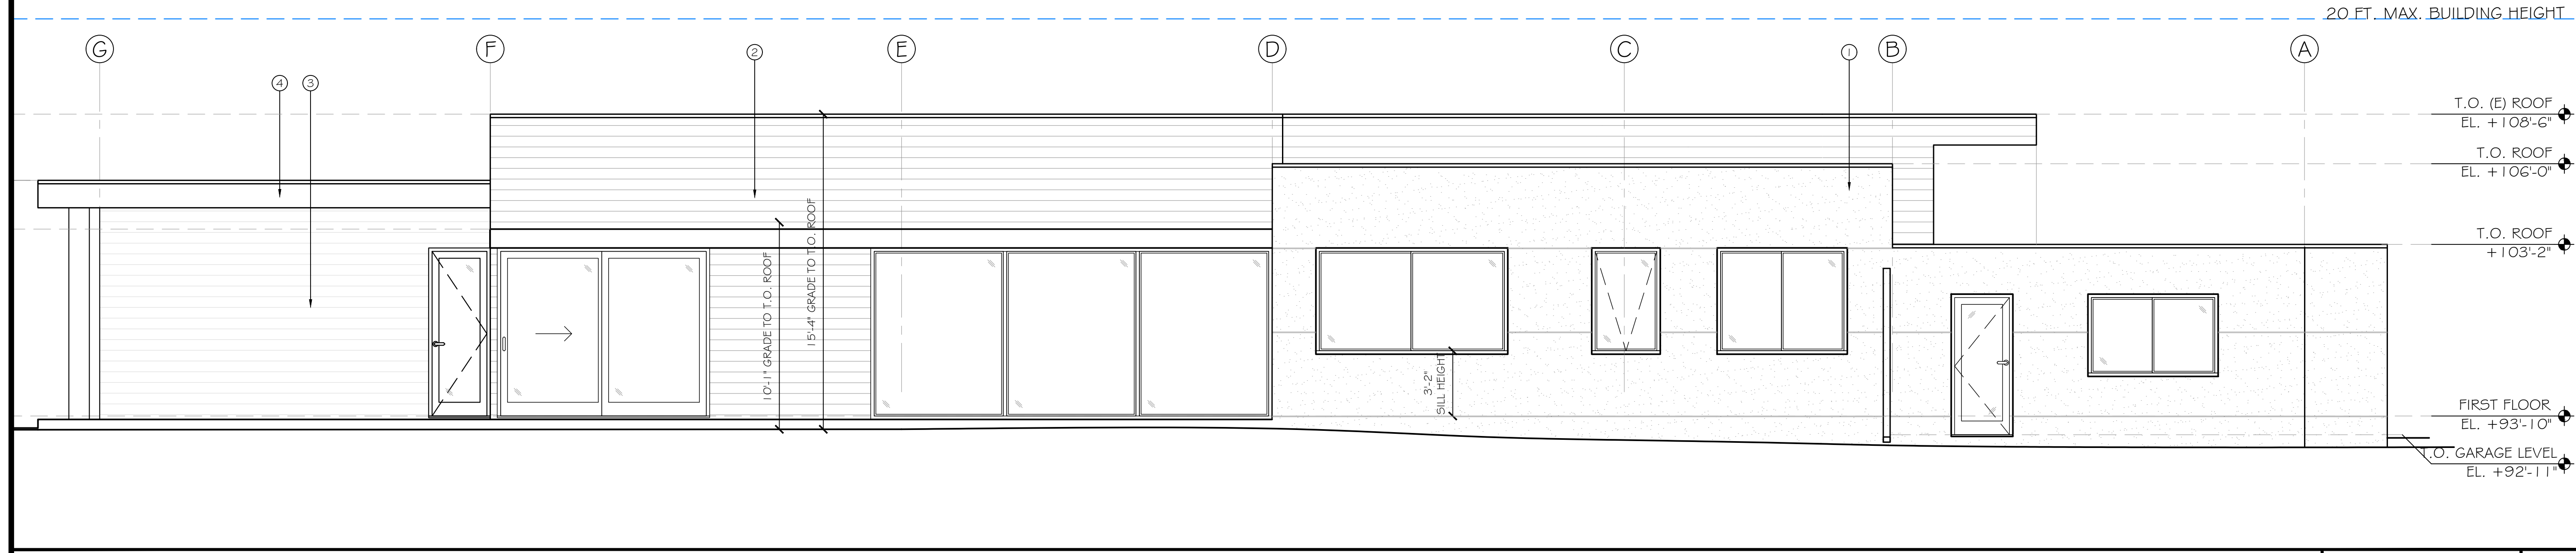 20 FT. MAX. BUILDING HEIGHT
G
F
E
D
C
B
A
4
3
2
1
T.O. (E) ROOF
EL. +108'-6"
T.O. ROOF
EL. +106'-0"
T.O. ROOF
+103'-2"
10'-1" GRADE TO T.O. ROOF
15'-4" GRADE TO T.O. ROOF
3'-2"
SILL HEIGHT
FIRST FLOOR
EL. +93'-10"
T.O. GARAGE LEVEL
EL. +92'-11"